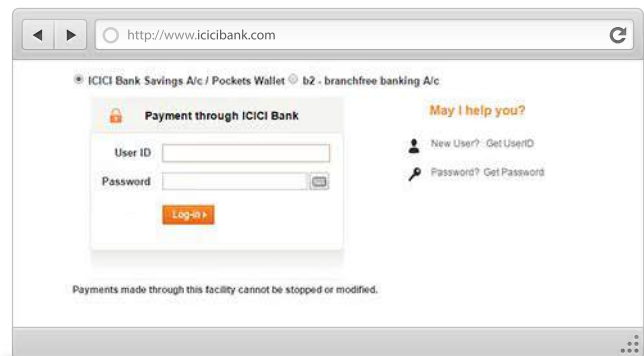 http://www.icicibank.com
ICICI Bank Savings A/c / Pockets Wallet b2 - branchfree banking A/c
Payment through ICICI Bank
User ID
Password
Log-in
May I help you?
New User? Get UserID
Password? Get Password
Payments made through this facility cannot be stopped or modified.